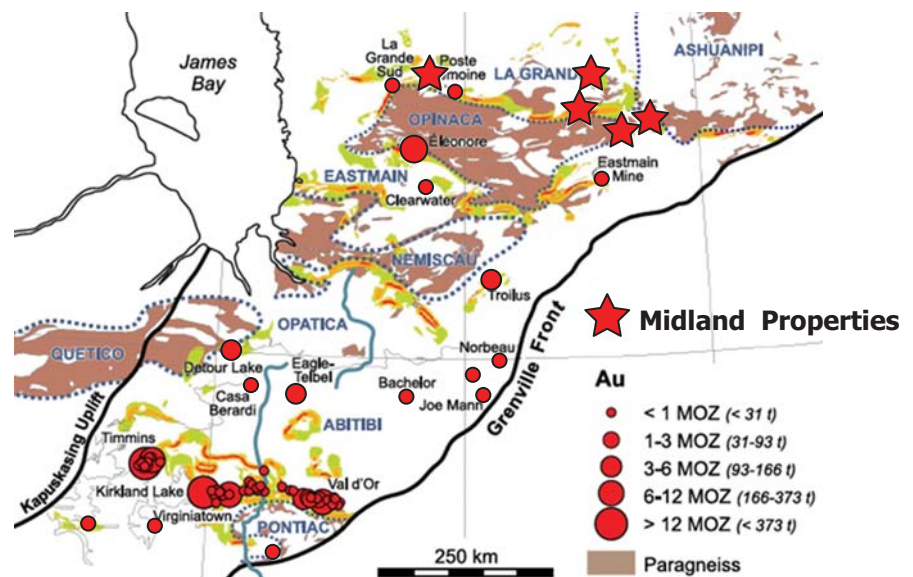 James
Bay
La
Grande
Sud
Poste
moine
LA GRAND
ASHUANIPI
OPINACA
Éleonore
EASTMAIN
Clearwater
Eastmain
Mine
NEMISCAU
Troilus
Midland Properties
OPATICA
QUETICO
Detour Lake
Eagle-
Telbel
Casa
Berardi
Bachelor
Norbeau
Joe Mann
Grenville Front
Kapuskasing Uplift
ABITIBI
Timmins
Kirkland Lake
Val d'Or
Virginiatown
PONTIAC
250 km
Au
< 1 MOZ (< 31 t)
1-3 MOZ (31-93 t)
3-6 MOZ (93-166 t)
6-12 MOZ (166-373 t)
> 12 MOZ (< 373 t)
Paragneiss